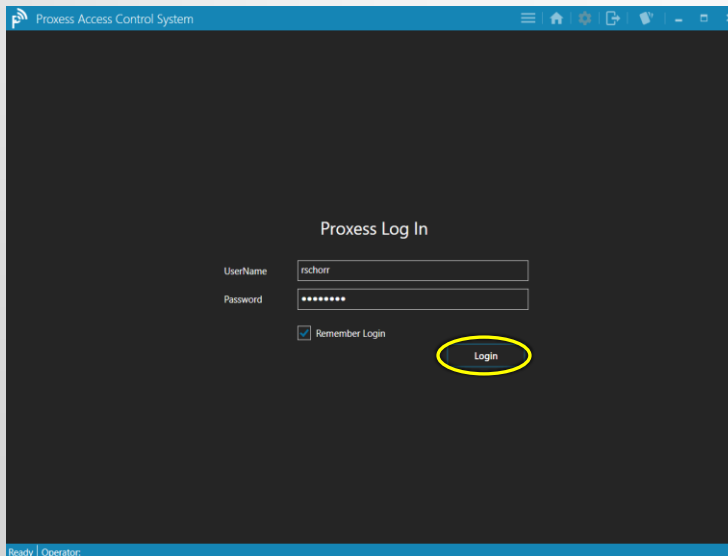 Proxess Access Control System
Proxess Log In
UserName
rschorr
Password
••••••••
Remember Login
Login
Ready Operator: